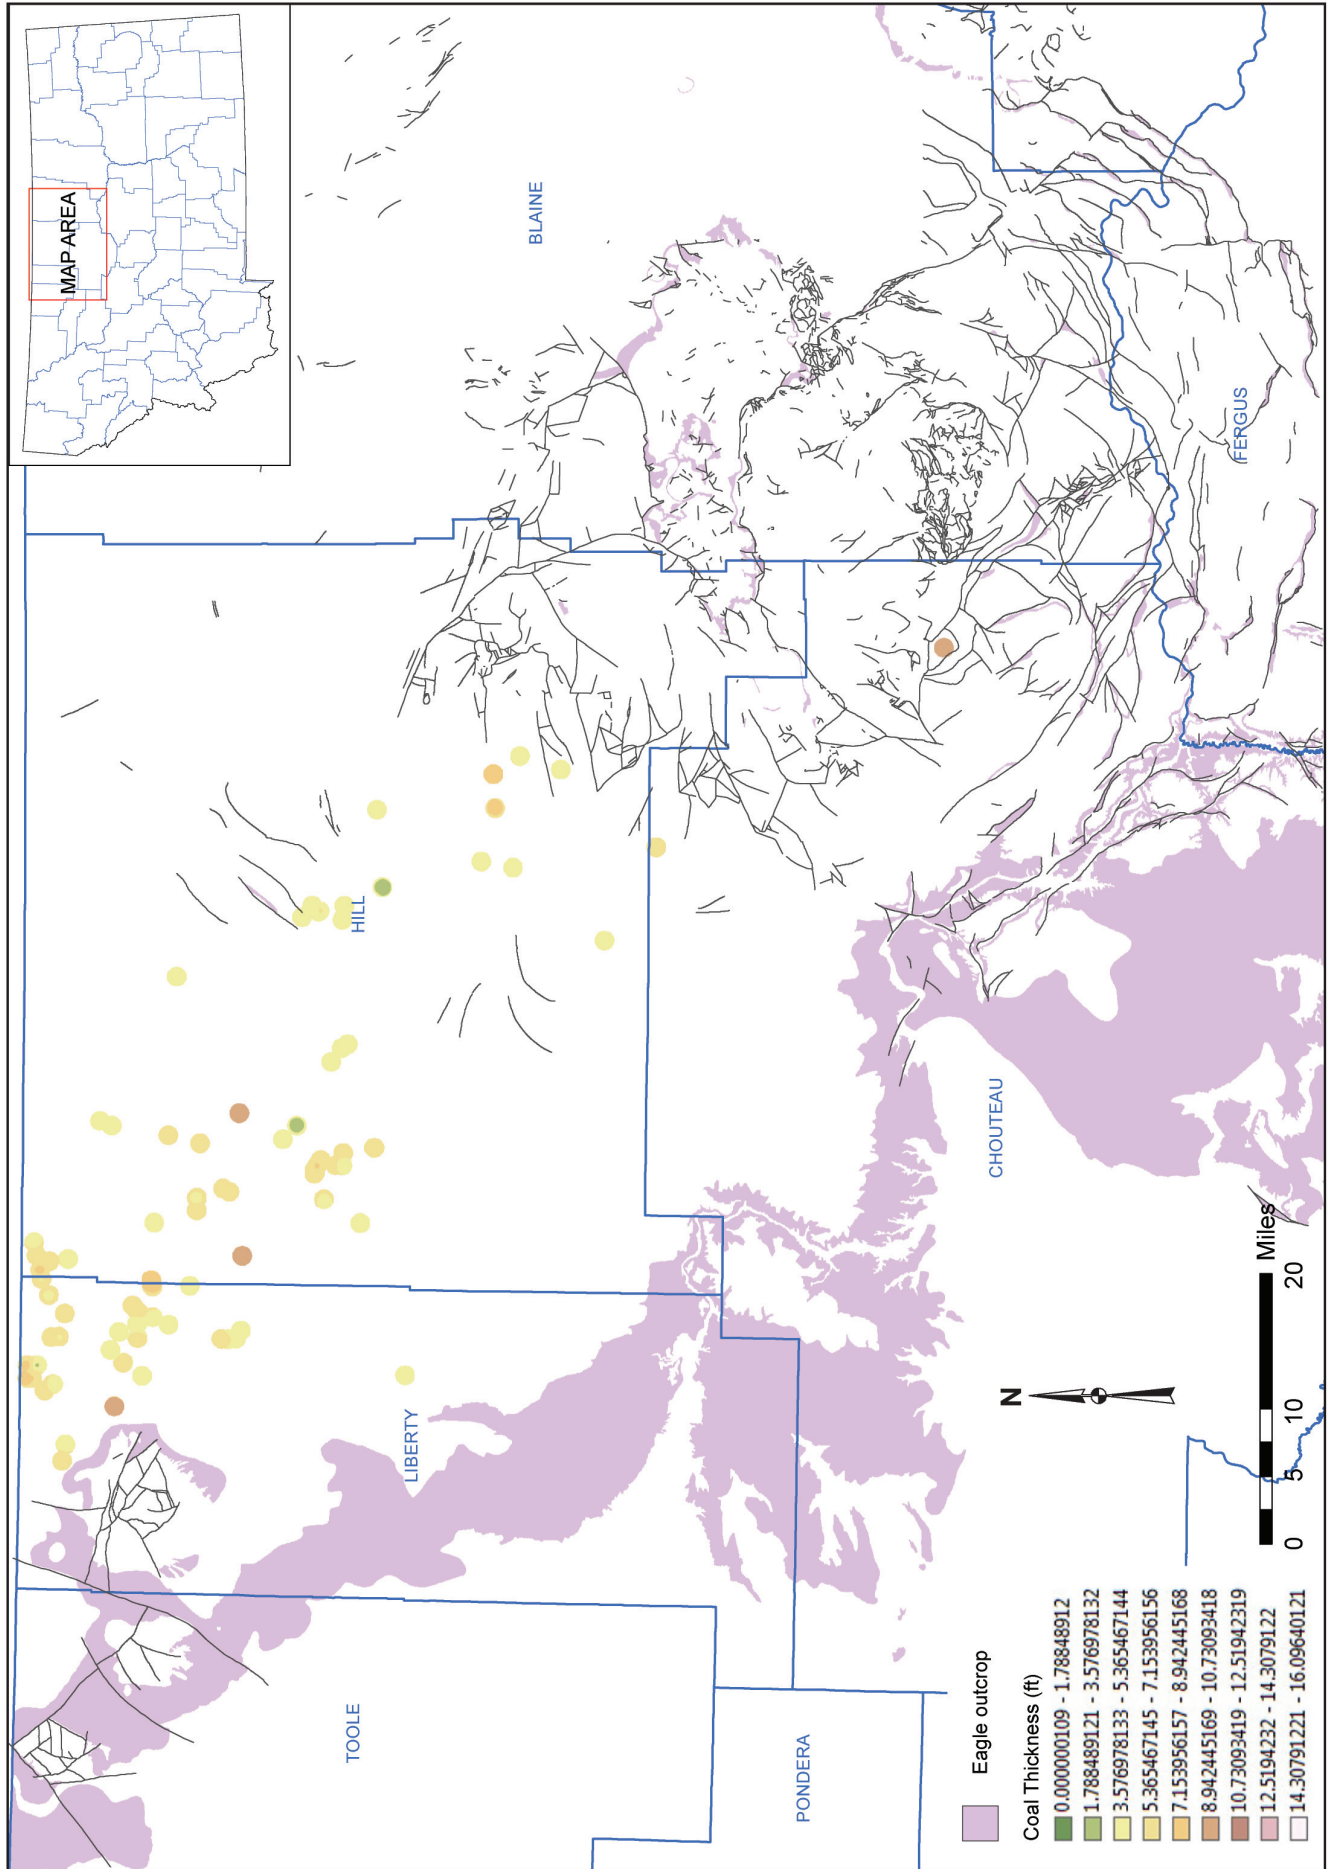 MAP AREA
BLAINE
HILL
FERGUS
LIBERTY
CHOUTEAU
TOOLE
PONDERA
N
0 5 10 20
Miles
Eagle outcrop
Coal Thickness (ft)
0.000000109 - 1.78848912
1.788489121 - 3.576978132
3.576978133 - 5.365467144
5.365467145 - 7.153956156
7.153956157 - 8.942445168
8.942445169 - 10.73093418
10.73093419 - 12.51942319
12.5194232 - 14.3079122
14.30791221 - 16.09640121